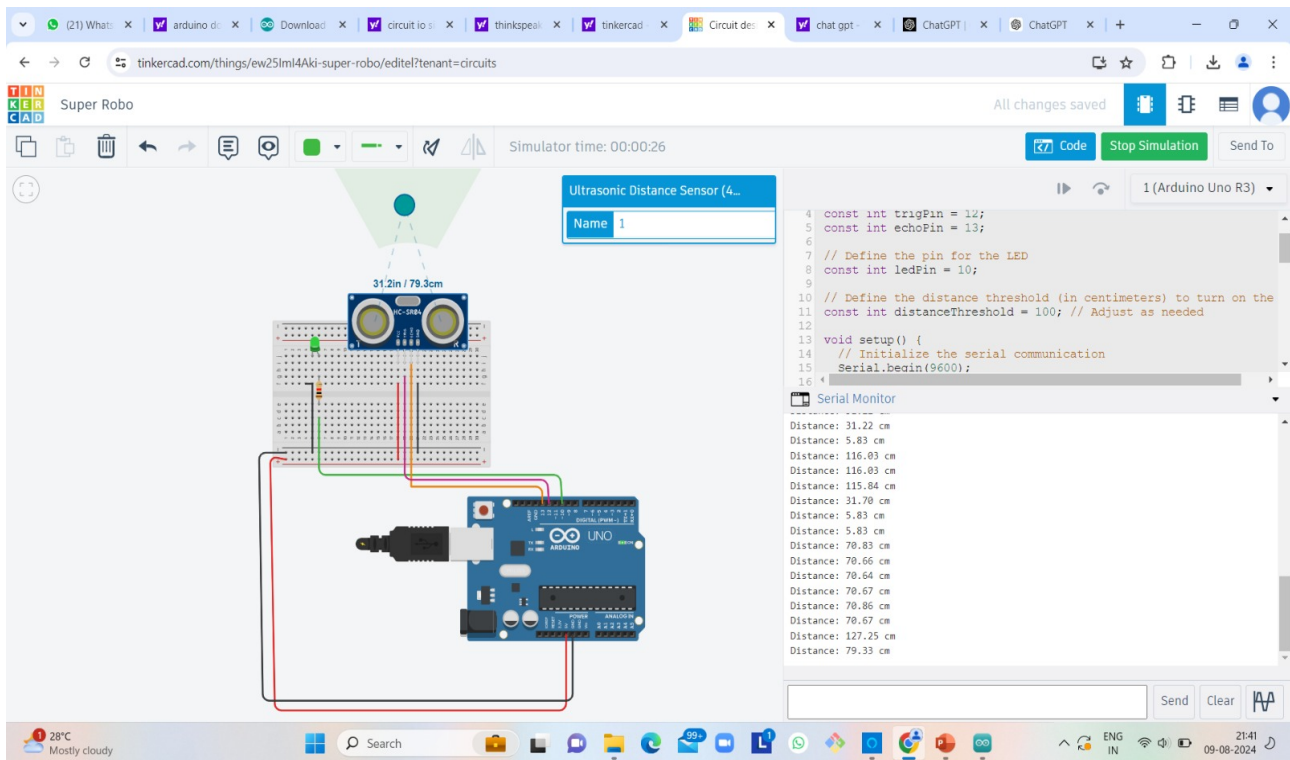 (21) Whats
arduino do
Download
circuit io si
thinkspeak
tinkercad -
Circuit des
chat gpt -
ChatGPT |
ChatGPT
tinkercad.com/things/ew25ImI4Aki-super-robo/editel?tenant=circuits
TIN
KER
CAD
Super Robo
All changes saved
Simulator time: 00:00:26
Code
Stop Simulation
Send To
Ultrasonic Distance Sensor (4...
Name 1
1 (Arduino Uno R3)
31.2in / 79.3cm
HC-SR04
T
R
4 const int trigPin = 12;
5 const int echoPin = 13;
6
7 // Define the pin for the LED
8 const int ledPin = 10;
9
10 // Define the distance threshold (in centimeters) to turn on the
11 const int distanceThreshold = 100; // Adjust as needed
12
13 void setup() {
14 // Initialize the serial communication
15 Serial.begin(9600);
16
Serial Monitor
Distance: 31.22 cm
Distance: 5.83 cm
Distance: 116.03 cm
Distance: 116.03 cm
Distance: 115.84 cm
Distance: 31.70 cm
Distance: 5.83 cm
Distance: 5.83 cm
Distance: 70.83 cm
Distance: 70.66 cm
Distance: 70.64 cm
Distance: 70.67 cm
Distance: 70.86 cm
Distance: 70.67 cm
Distance: 127.25 cm
Distance: 79.33 cm
DIGITAL (PWM~)
UNO
ARDUINO
POWER
ANALOG IN
Send
Clear
1
28°C
Mostly cloudy
Search
99+
ENG
IN
21:41
09-08-2024